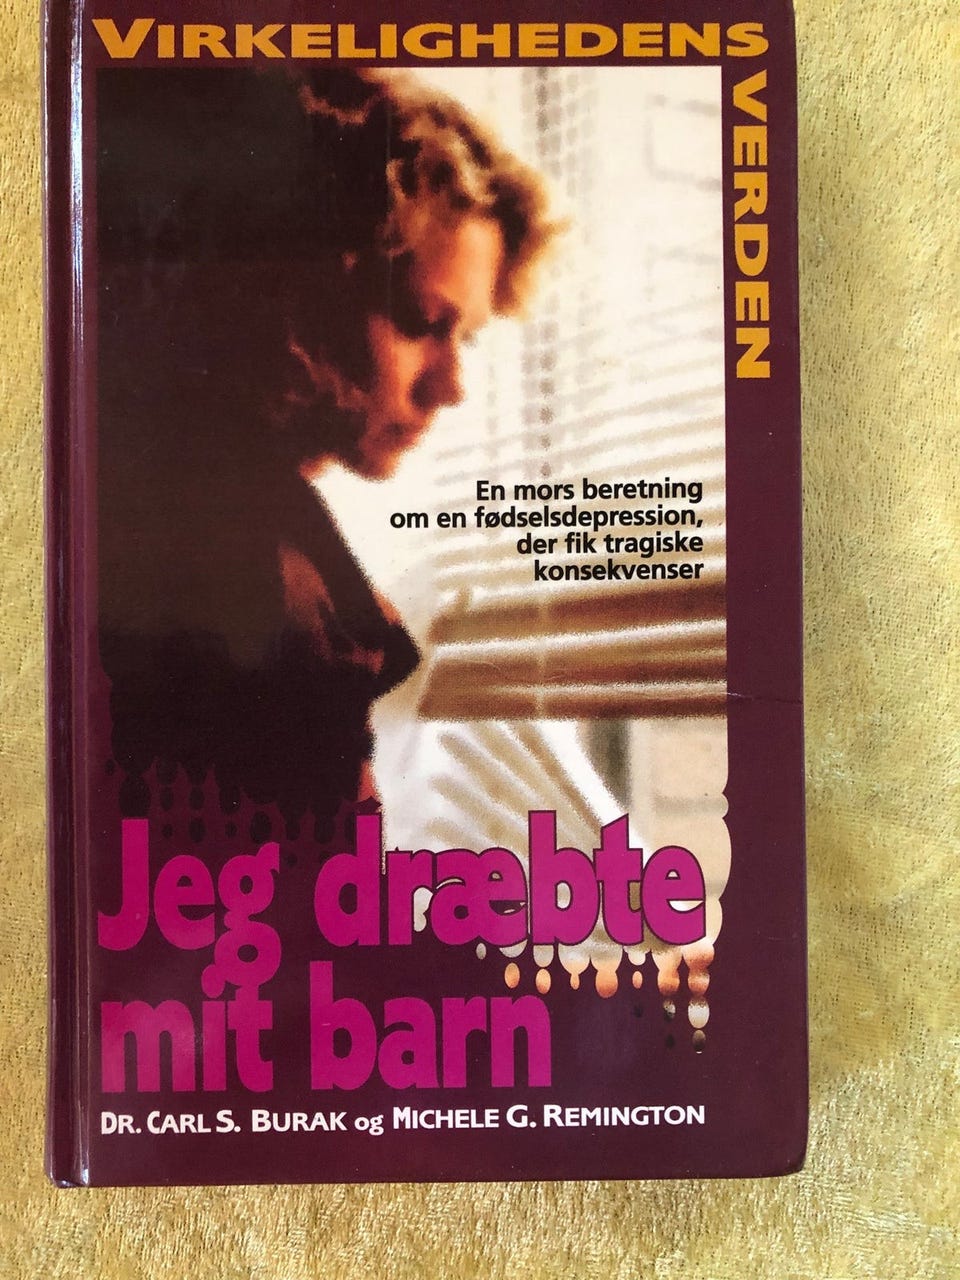 VIRKELIGHEDENS
VERDEN
En mors beretning
om en fødselsdepression,
der fik tragiske
konsekvenser
Jeg dræbte
mit barn
DR. CARL S. BURAK og MICHELE G. REMINGTON